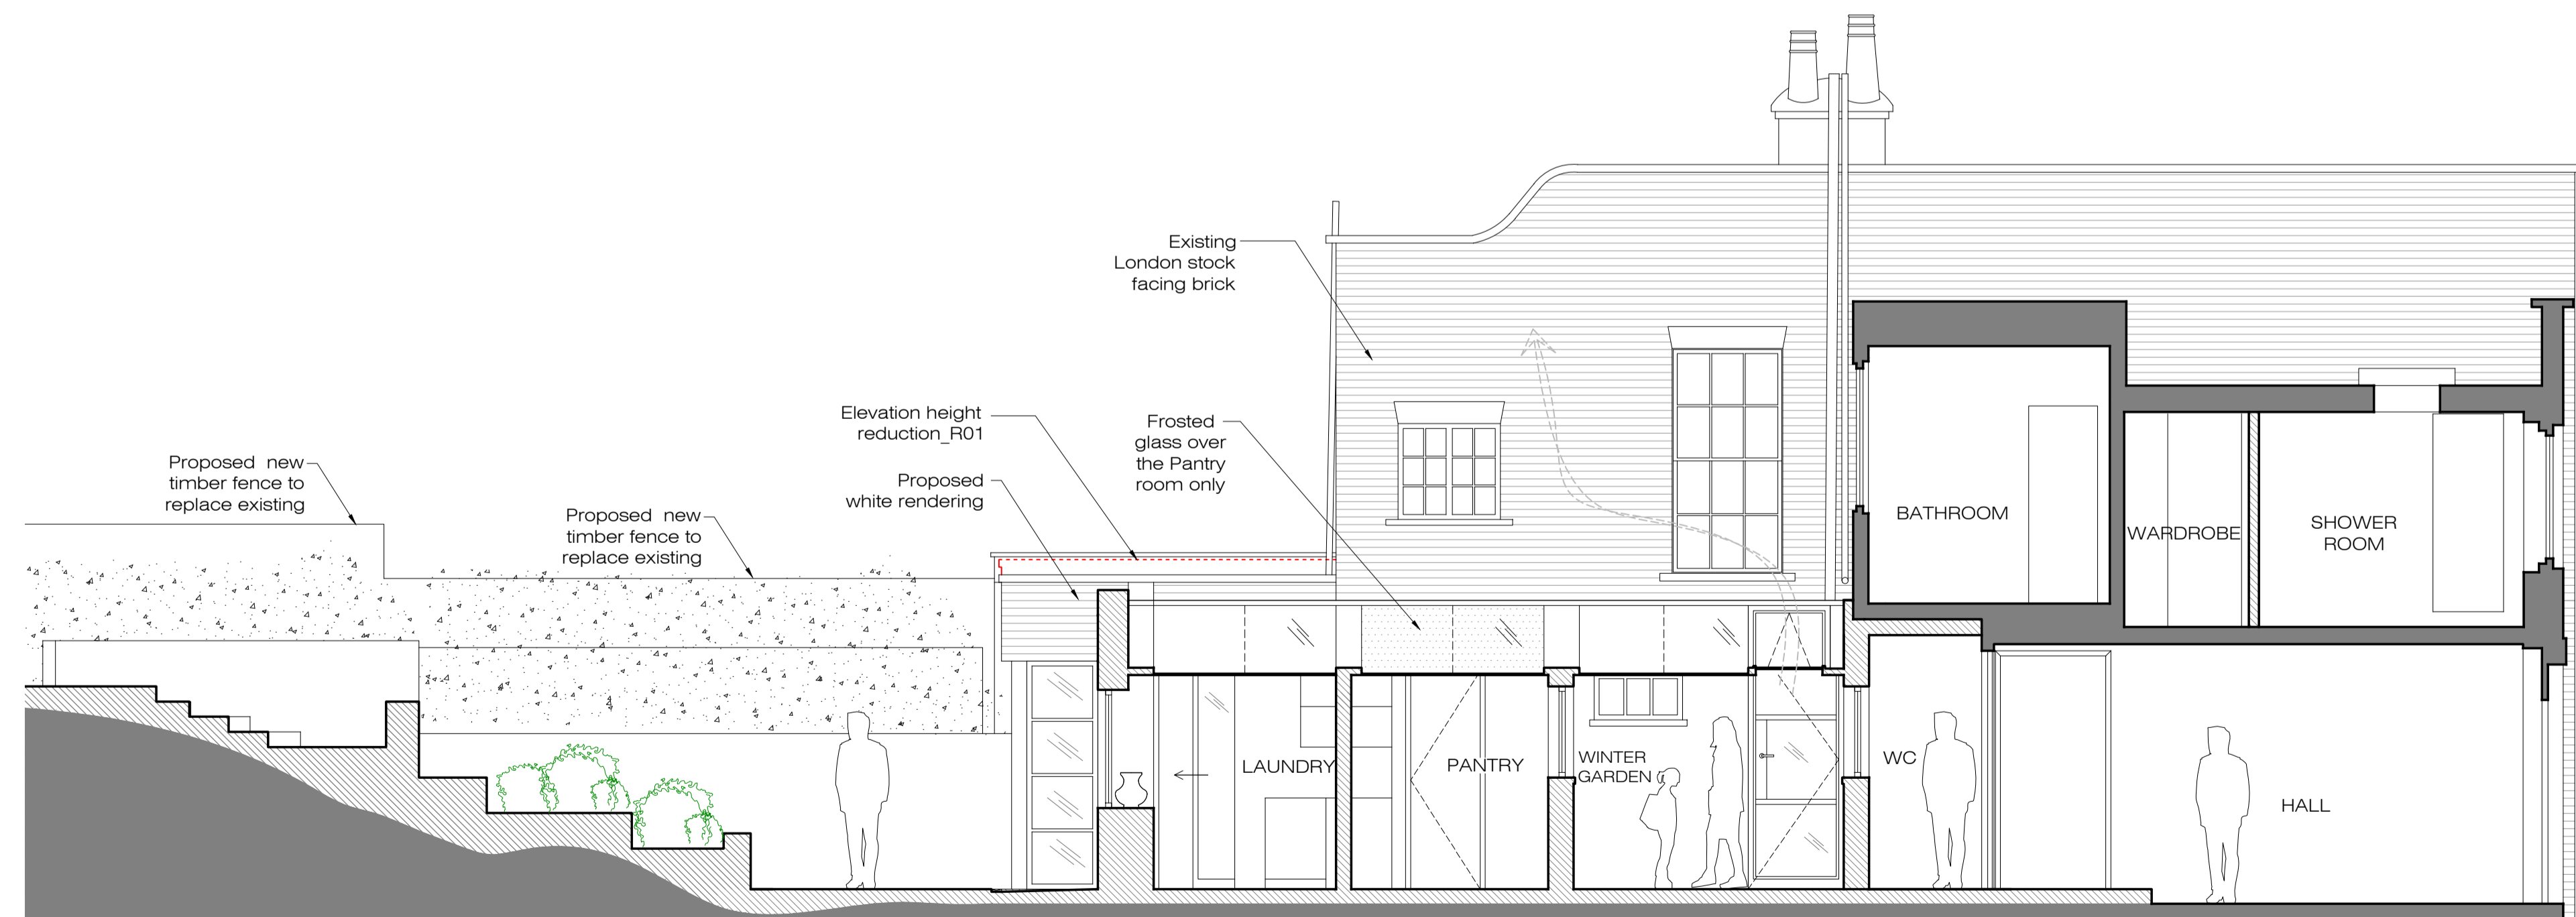 Existing
London stock
facing brick
Elevation height
reduction_R01
Frosted
glass over
the Pantry
room only
Proposed new
timber fence to
replace existing
Proposed
white rendering
Proposed new
timber fence to
replace existing
BATHROOM
WARDROBE
SHOWER
ROOM
LAUNDRY
PANTRY
WINTER
GARDEN
WC
HALL